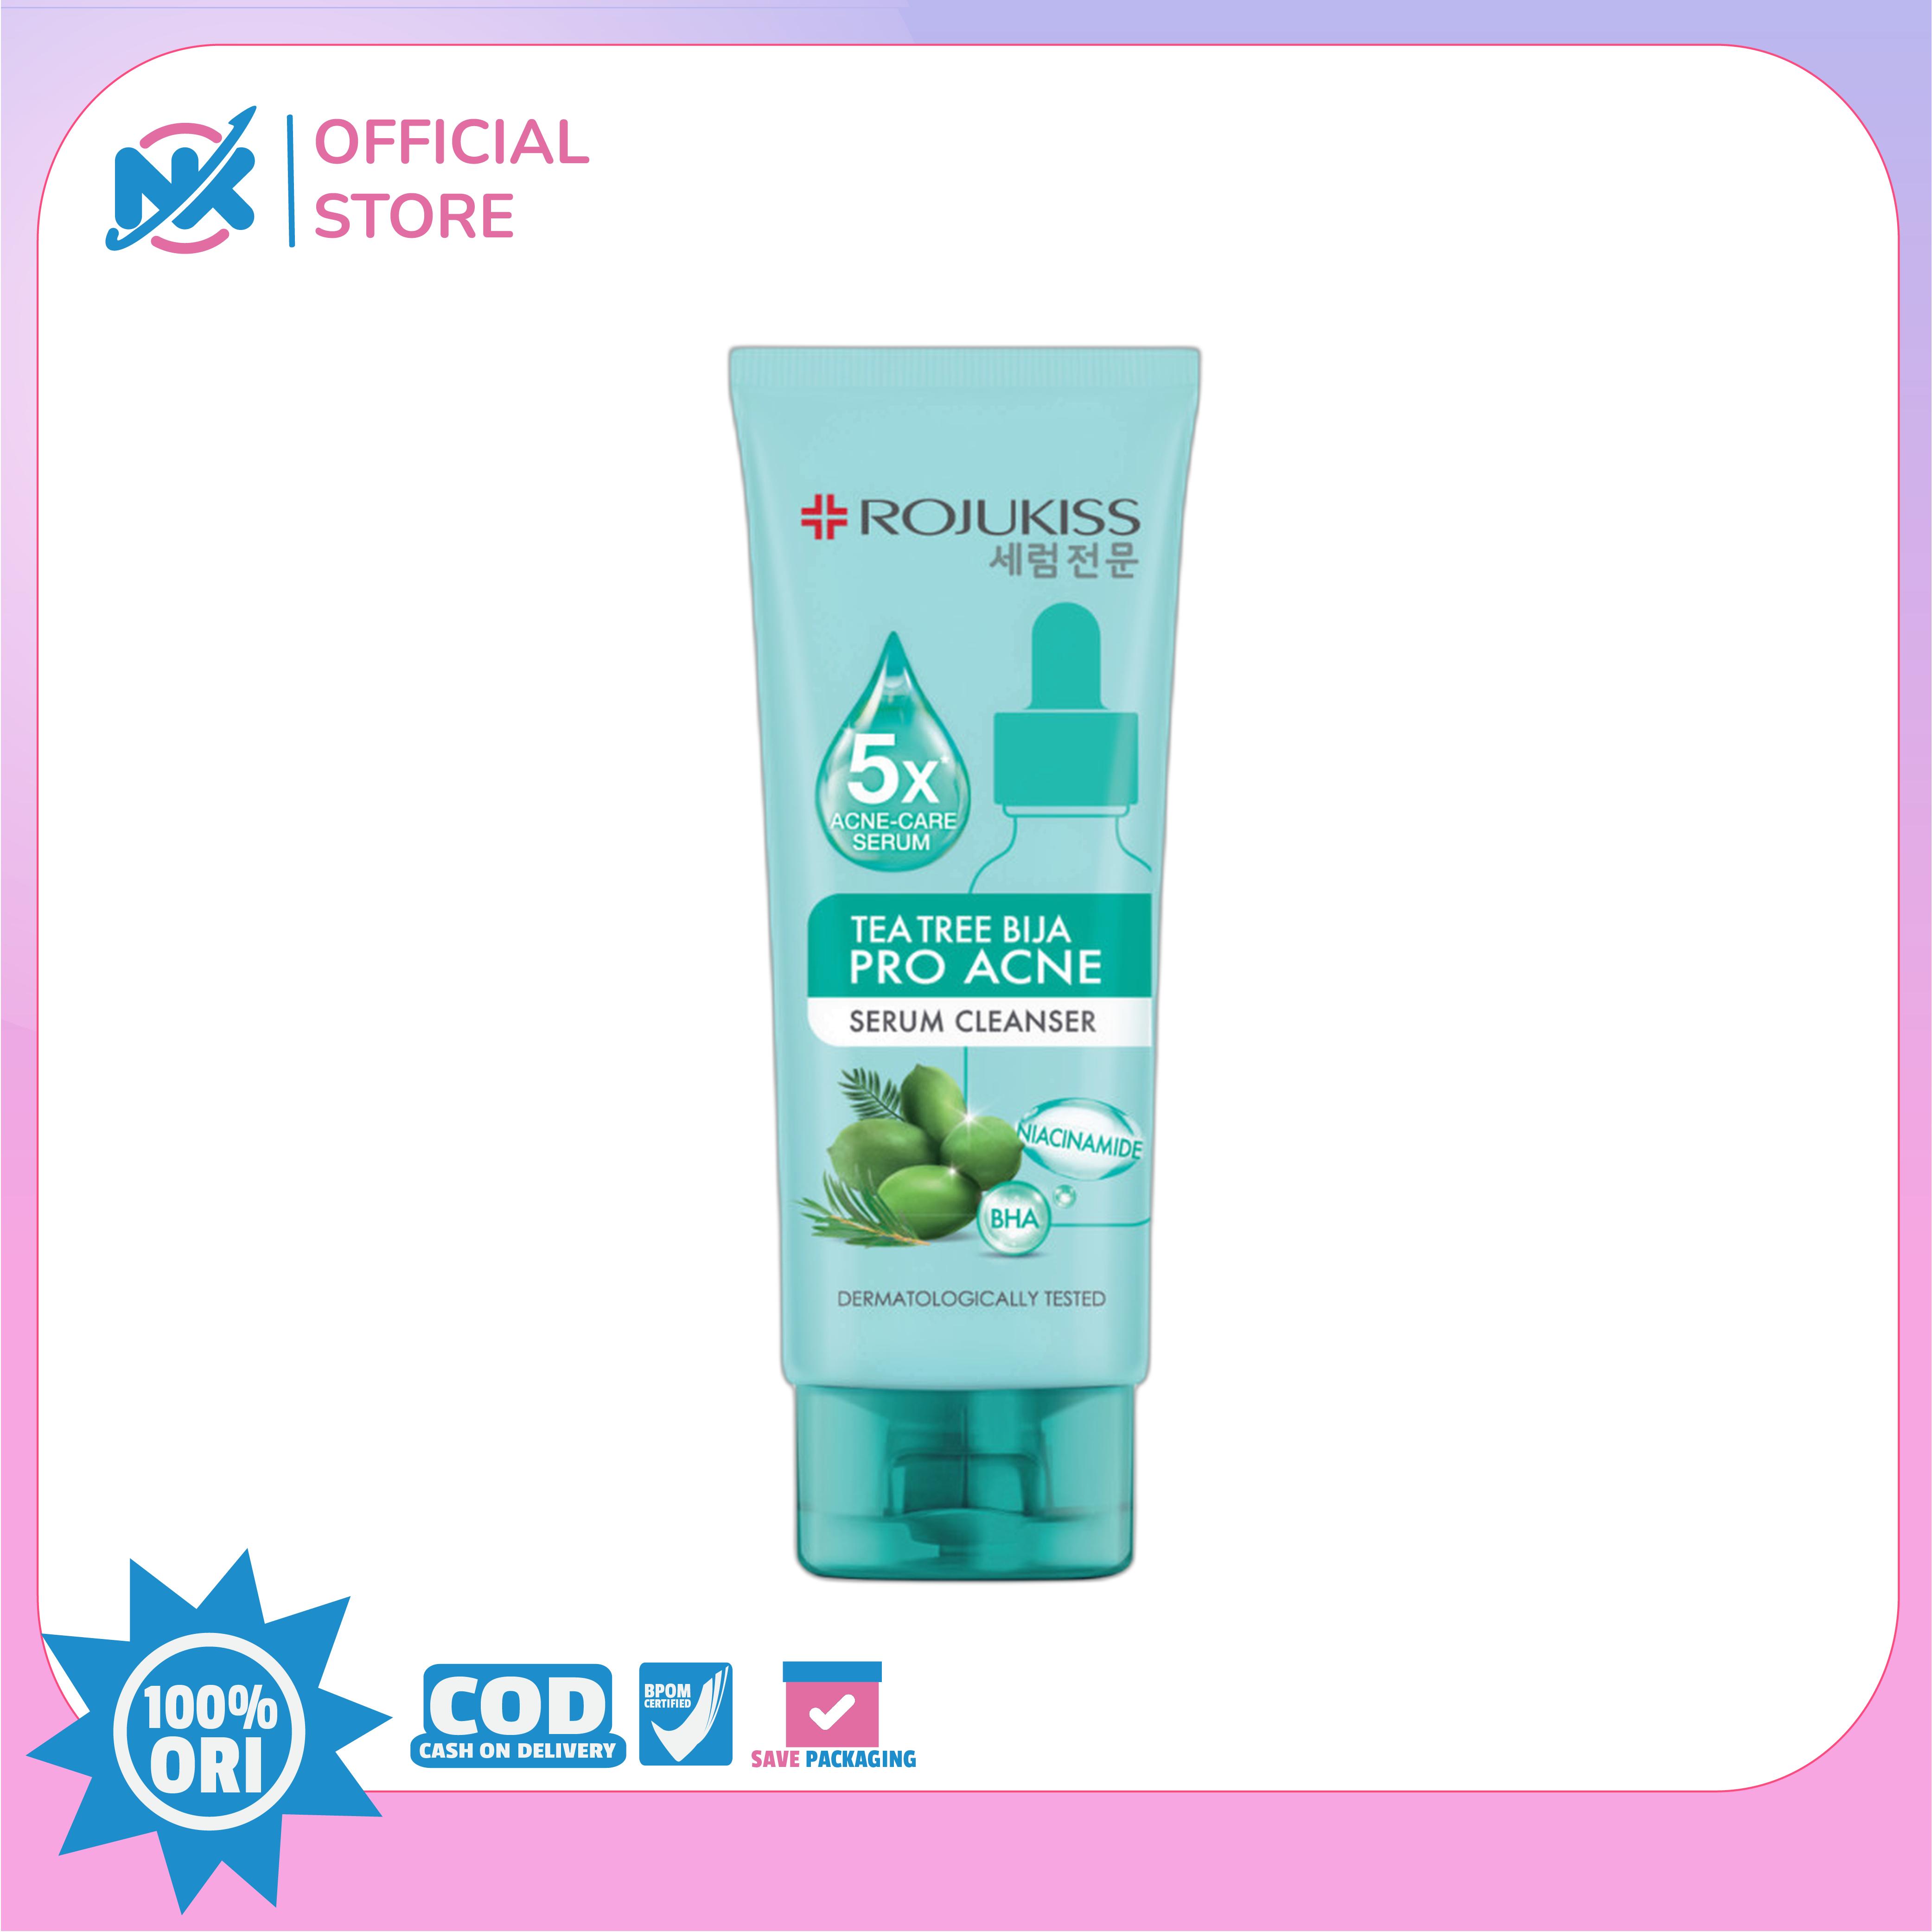 NK
OFFICIAL
STORE
ROJUKISS
세럼전문
5x*
ACNE-CARE
SERUM
TEA TREE BIJA
PRO ACNE
SERUM CLEANSER
NIACINAMIDE
BHA
DERMATOLOGICALLY TESTED
100%
ORI
COD
CASH ON DELIVERY
BPOM
CERTIFIED
SAVE PACKAGING